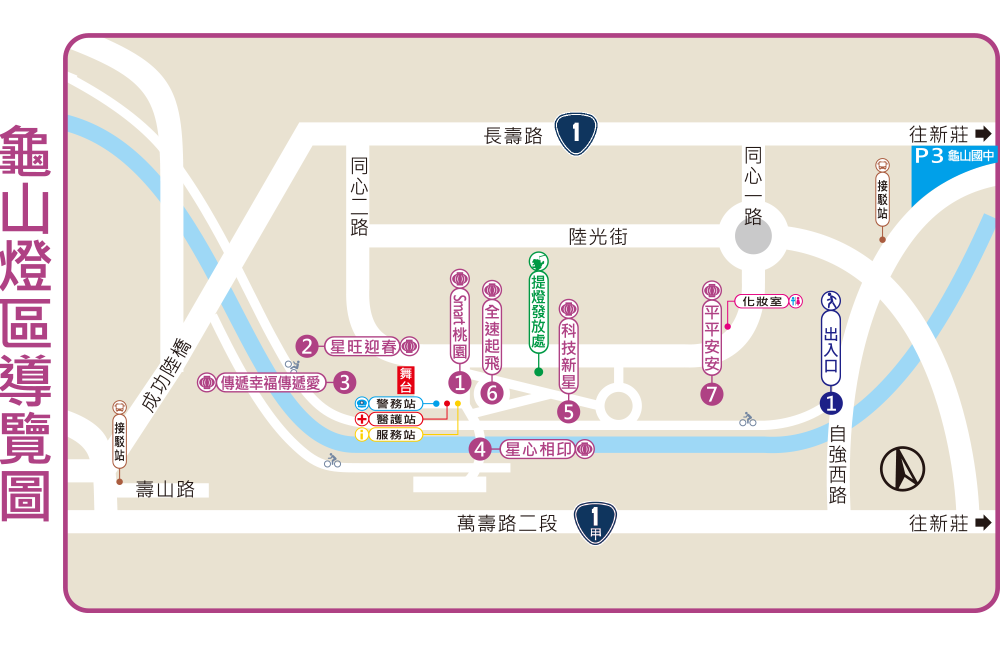 龜山燈區導覽圖
長壽路
1
往新莊
P3 龜山國中
同心二路
同心一路
接駁站
陸光街
提燈發放處
Smart桃園
1
全速起飛
6
科技新星
5
平平安安
7
化妝室
出入口
1
2
星旺迎春
傳遞幸福傳遞愛
3
舞台
警務站
醫護站
服務站
i
4
星心相印
成功陸橋
接駁站
自強西路
壽山路
萬壽路二段
1
甲
往新莊